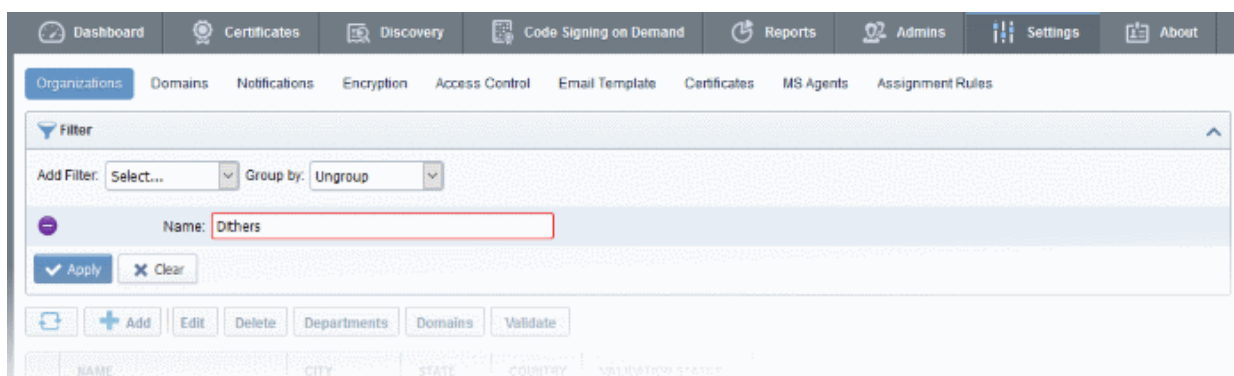 Dashboard Certificates Discovery Code Signing on Demand Reports Admins Settings About
Organizations Domains Notifications Encryption Access Control Email Template Certificates MS Agents Assignment Rules
Filter
Add Filter: Select... Group by: Ungroup
Name: Dithers
Apply Clear
Add Edit Delete Departments Domains Validate
NAME CITY STATE COUNTRY VALIDATION STATUS